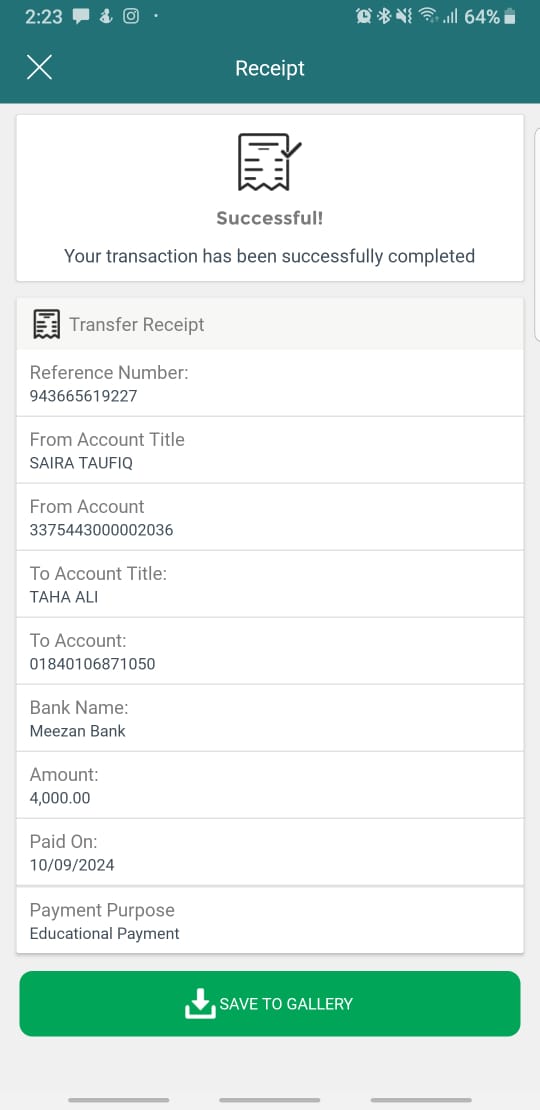 2:23
64%
Receipt
Successful!
Your transaction has been successfully completed
Transfer Receipt
Reference Number:
943665619227
From Account Title
SAIRA TAUFIQ
From Account
3375443000002036
To Account Title:
TAHA ALI
To Account:
01840106871050
Bank Name:
Meezan Bank
Amount:
4,000.00
Paid On:
10/09/2024
Payment Purpose
Educational Payment
SAVE TO GALLERY